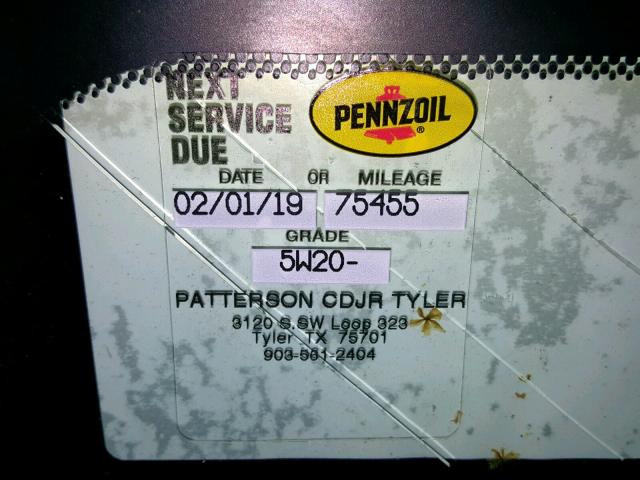 NEXT
SERVICE
DUE
PENNZOIL®
DATE OR MILEAGE
02/01/19 75455
GRADE
5W20-
PATTERSON CDJR TYLER
3120 S.SW Loop 323
Tyler TX 75701
903-561-2404